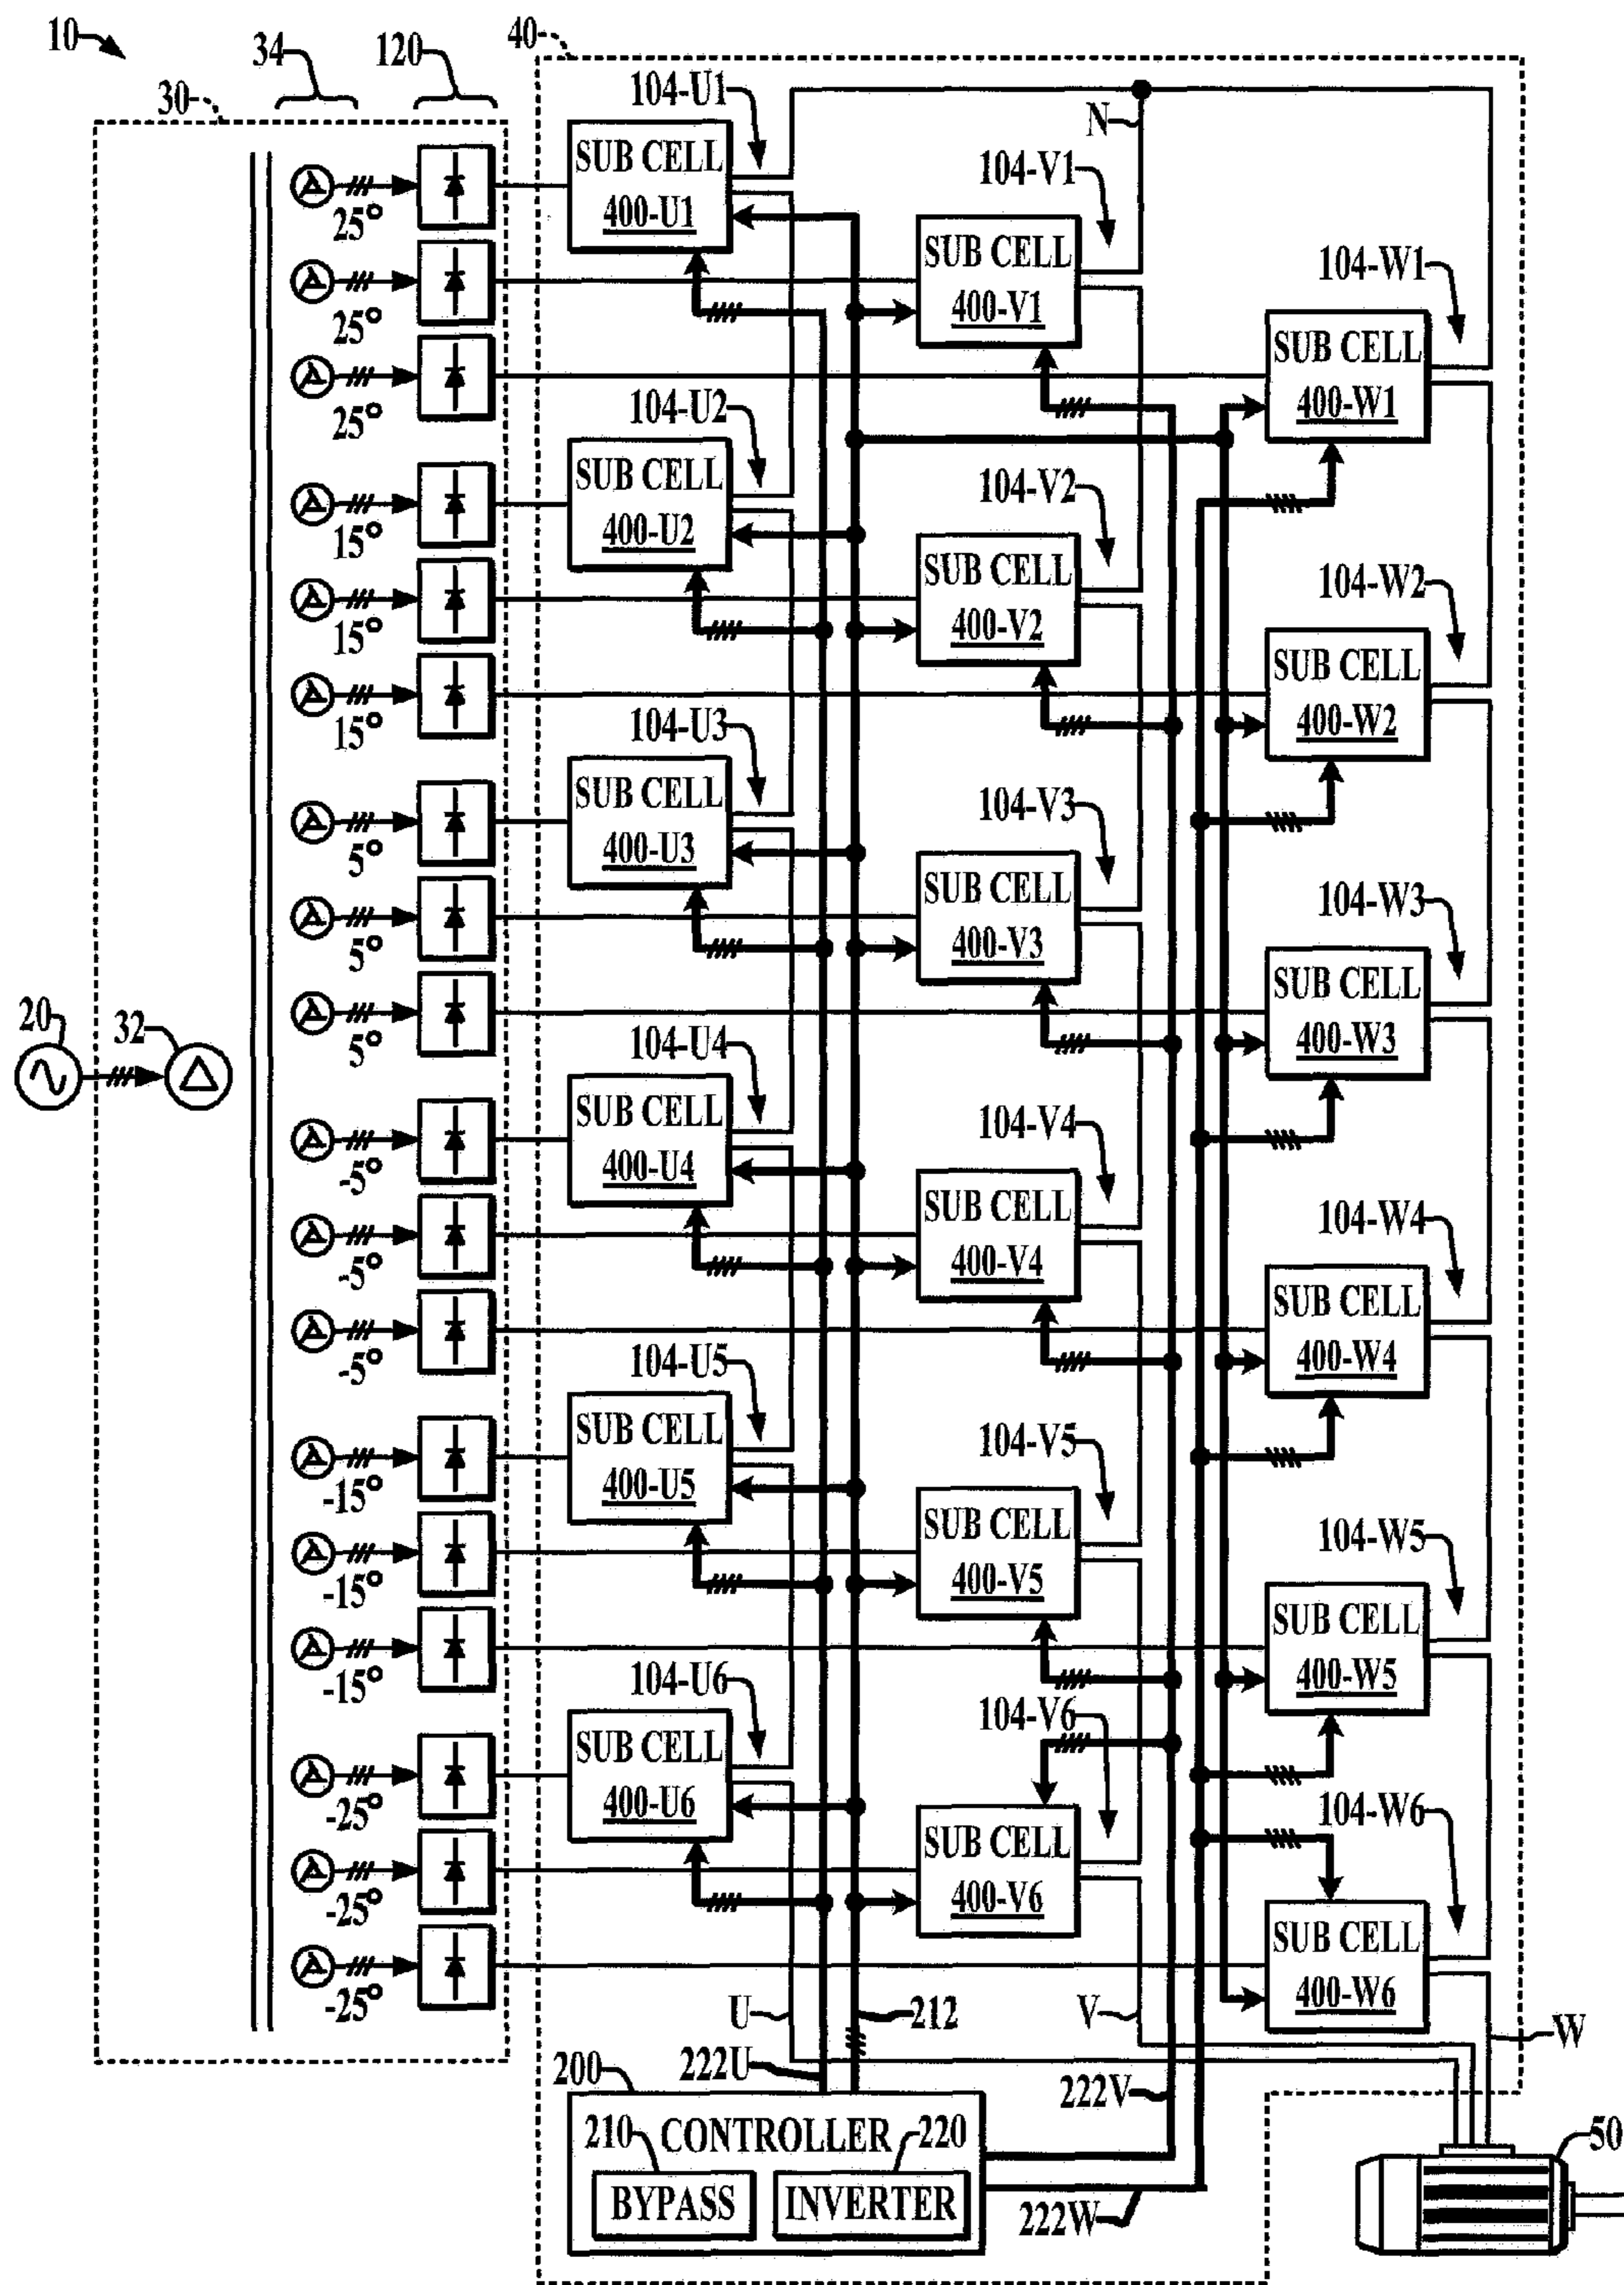 10
34
120
40
30
104-U1
N
SUB CELL
400-U1
104-V1
25°
SUB CELL
400-V1
104-W1
25°
SUB CELL
400-W1
25°
104-U2
SUB CELL
400-U2
104-V2
15°
SUB CELL
400-V2
104-W2
15°
SUB CELL
400-W2
15°
104-U3
SUB CELL
400-U3
104-V3
5°
SUB CELL
400-V3
104-W3
5°
SUB CELL
400-W3
5°
20
32
104-U4
SUB CELL
400-U4
104-V4
-5°
SUB CELL
400-V4
104-W4
-5°
SUB CELL
400-W4
-5°
104-U5
SUB CELL
400-U5
104-V5
-15°
SUB CELL
400-V5
104-W5
-15°
SUB CELL
400-W5
-15°
104-U6
SUB CELL
400-U6
104-V6
-25°
SUB CELL
400-V6
104-W6
-25°
SUB CELL
400-W6
-25°
U
212
V
W
200
222U
222V
CONTROLLER
210
220
BYPASS
INVERTER
222W
50